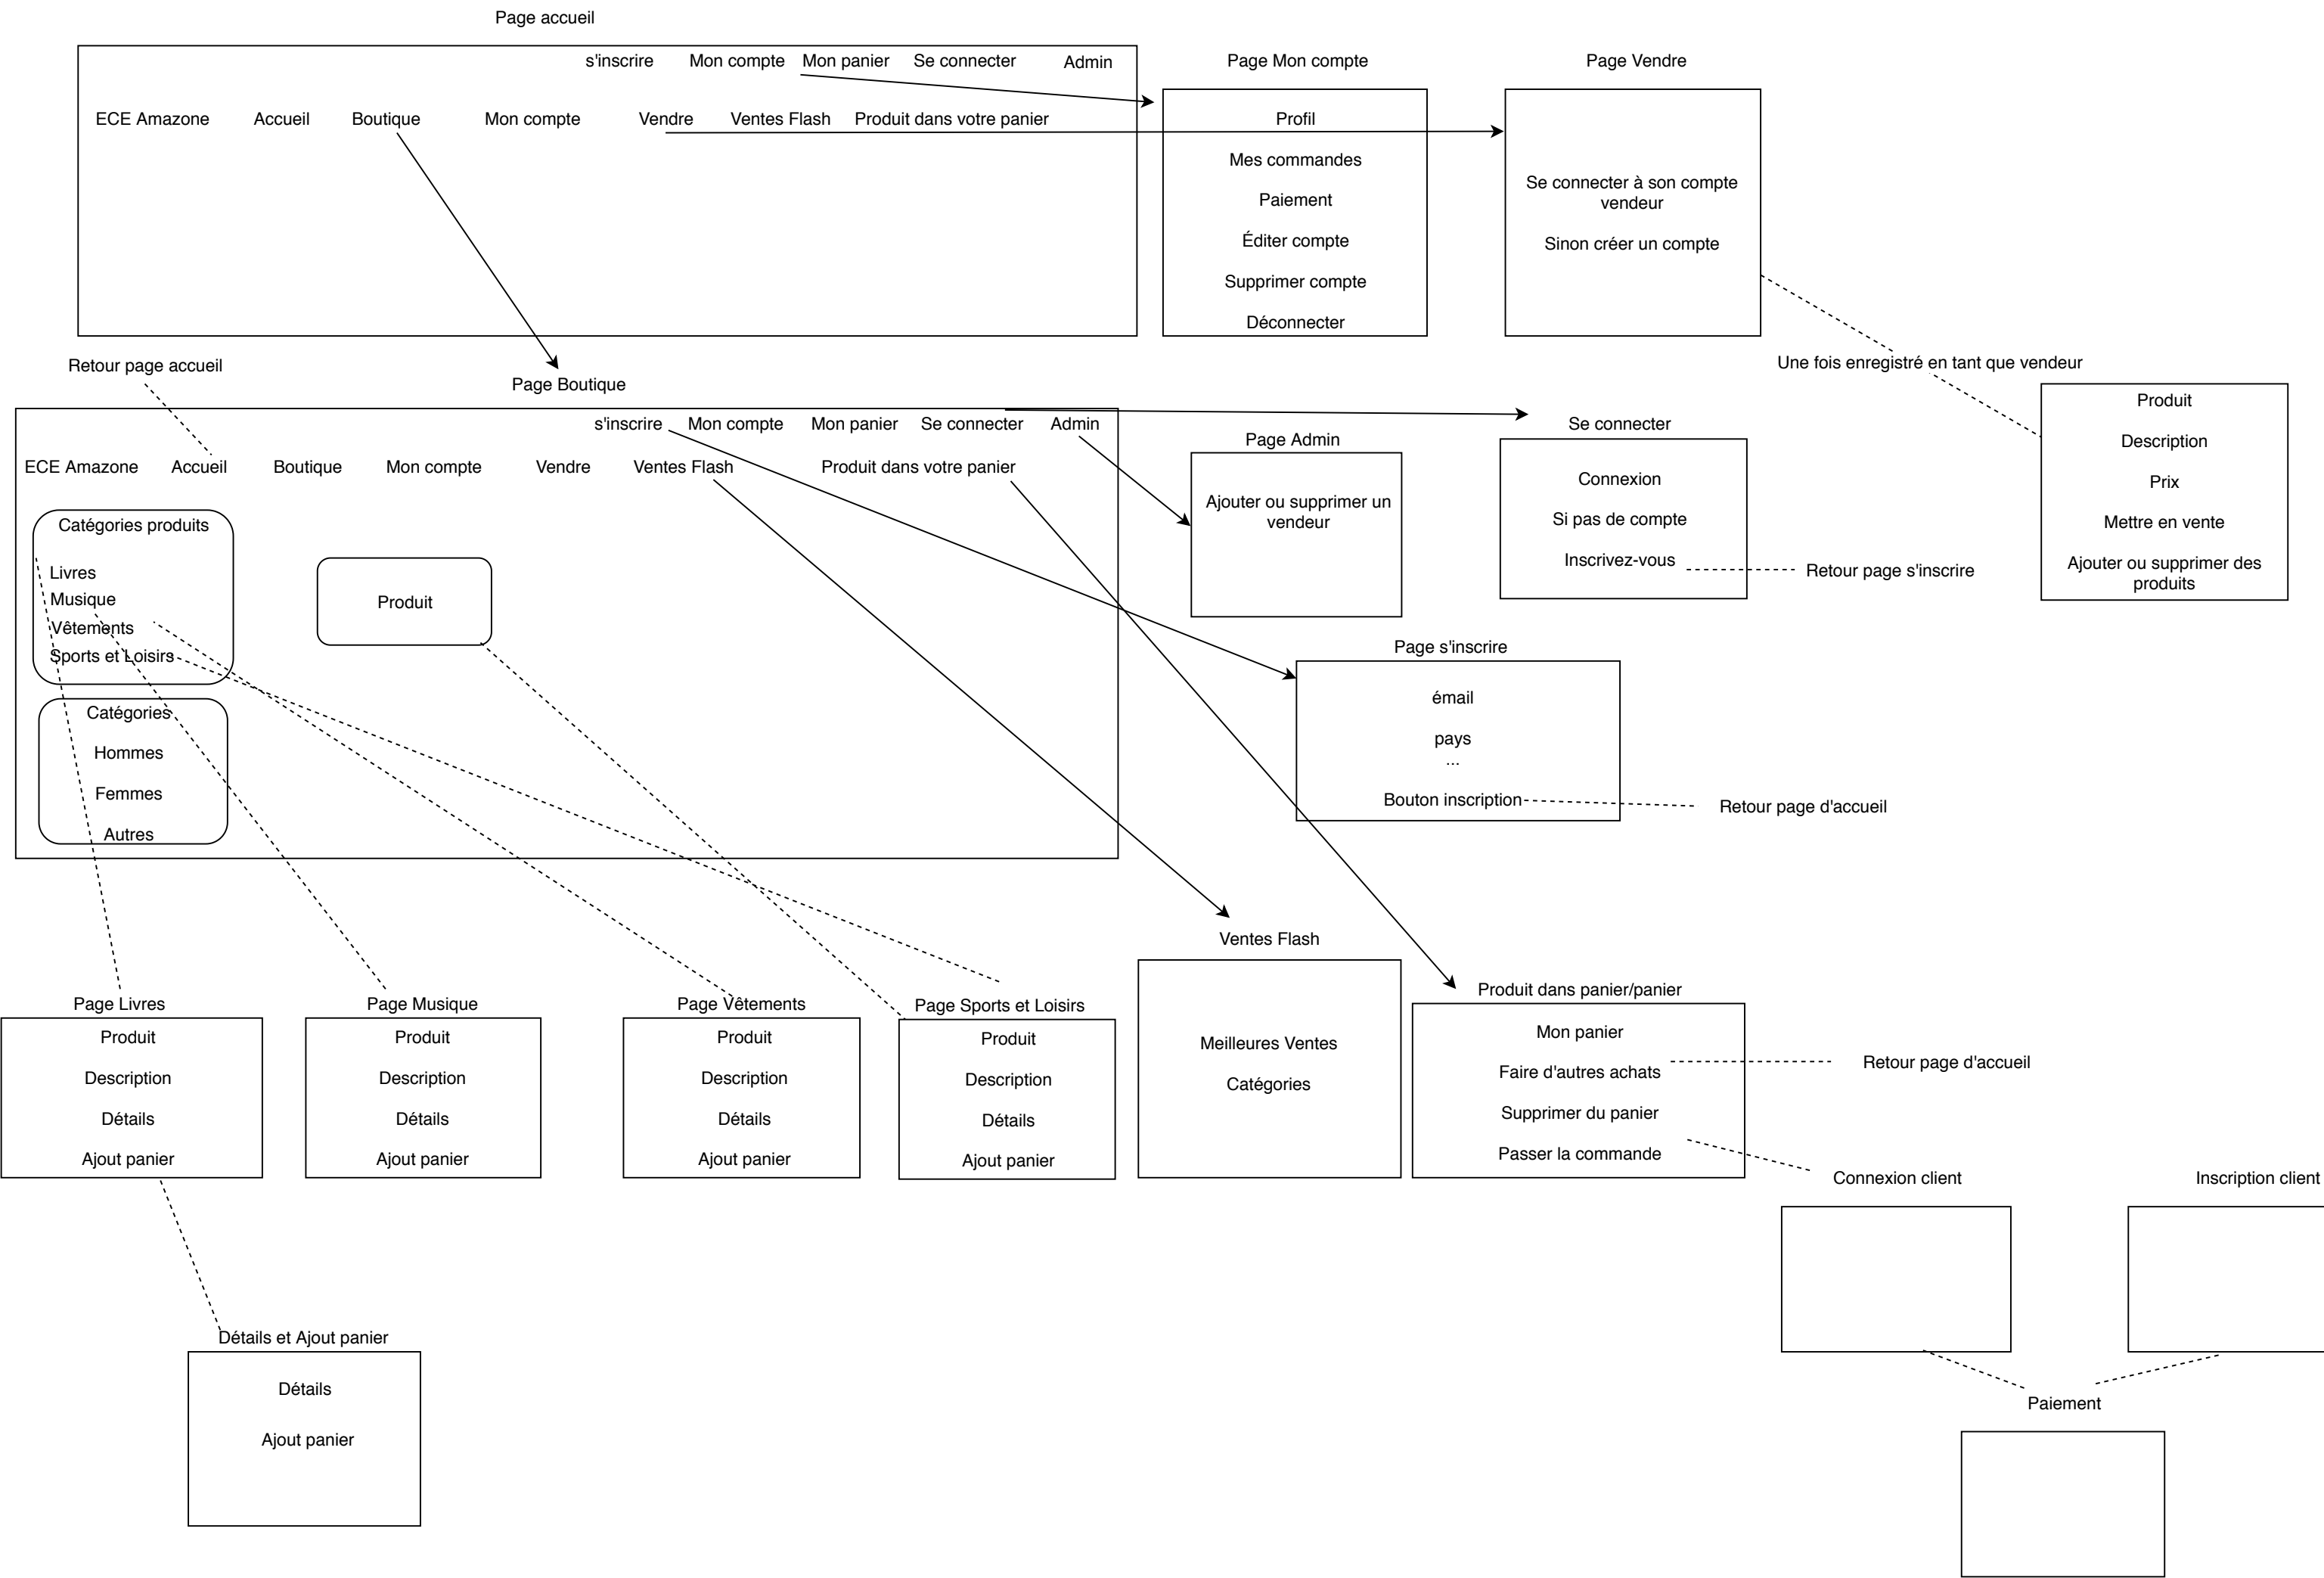 Page accueil
s'inscrire Mon compte Mon panier Se connecter Admin
ECE Amazone Accueil Boutique Mon compte Vendre Ventes Flash Produit dans votre panier
Page Mon compte
Profil
Mes commandes
Paiement
Éditer compte
Supprimer compte
Déconnecter
Page Vendre
Se connecter à son compte
vendeur
Sinon créer un compte
Une fois enregistré en tant que vendeur
Produit
Description
Prix
Mettre en vente
Ajouter ou supprimer des
produits
Retour page accueil
Page Boutique
s'inscrire Mon compte Mon panier Se connecter Admin
ECE Amazone Accueil Boutique Mon compte Vendre Ventes Flash Produit dans votre panier
Catégories produits
Livres
Musique
Vêtements
Sports et Loisirs
Produit
Catégories
Hommes
Femmes
Autres
Page Admin
Ajouter ou supprimer un
vendeur
Se connecter
Connexion
Si pas de compte
Inscrivez-vous
Retour page s'inscrire
Page s'inscrire
émail
pays
...
Bouton inscription
Retour page d'accueil
Page Livres
Produit
Description
Détails
Ajout panier
Page Musique
Produit
Description
Détails
Ajout panier
Page Vêtements
Produit
Description
Détails
Ajout panier
Page Sports et Loisirs
Produit
Description
Détails
Ajout panier
Ventes Flash
Meilleures Ventes
Catégories
Produit dans panier/panier
Mon panier
Faire d'autres achats
Supprimer du panier
Passer la commande
Retour page d'accueil
Connexion client
Inscription client
Paiement
Détails et Ajout panier
Détails
Ajout panier